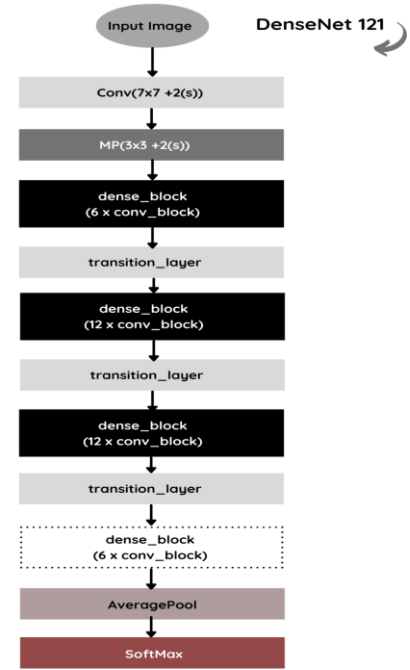 DenseNet 121
Input Image
Conv(7x7 +2(s))
MP(3x3 +2(s))
dense_block
(6 x conv_block)
transition_layer
dense_block
(12 x conv_block)
transition_layer
dense_block
(12 x conv_block)
transition_layer
dense_block
(6 x conv_block)
AveragePool
SoftMax